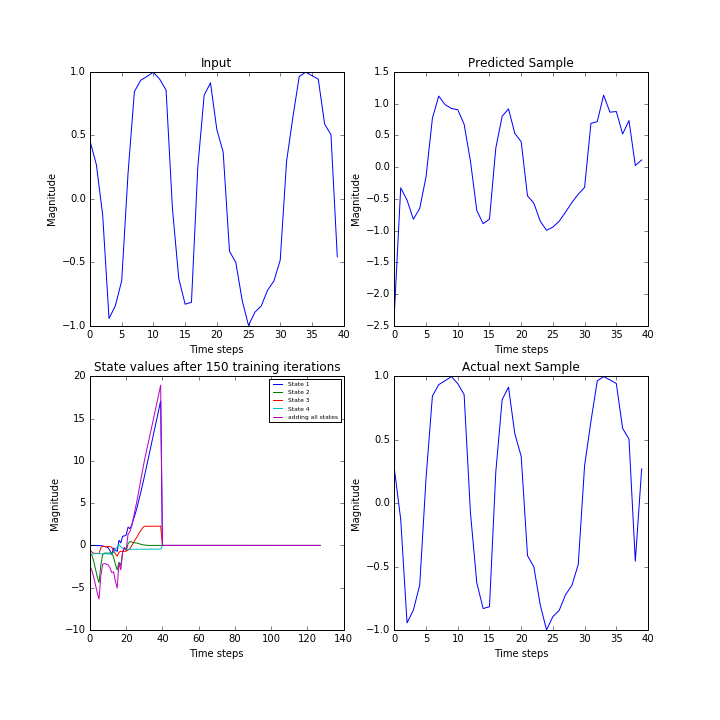 Input
Magnitude
1.0
0.5
0.0
−0.5
−1.0
0 5 10 15 20 25 30 35 40
Time steps
Predicted Sample
Magnitude
1.5
1.0
0.5
0.0
−0.5
−1.0
−1.5
−2.0
−2.5
0 5 10 15 20 25 30 35 40
Time steps
State values after 150 training iterations
Magnitude
20
15
10
5
0
−5
−10
0 20 40 60 80 100 120 140
Time steps
State 1
State 2
State 3
State 4
adding all states
Actual next Sample
Magnitude
1.0
0.5
0.0
−0.5
−1.0
0 5 10 15 20 25 30 35 40
Time steps